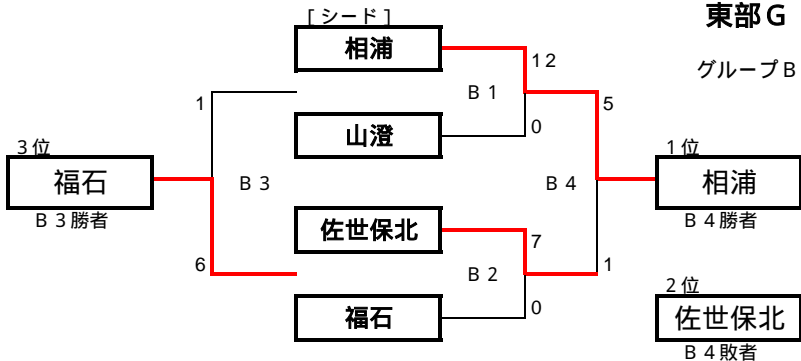 東部G
グループB
[シード]
相浦
12
B1
1
5
山澄
0
3位
福石
B3勝者
B3
B4
1位
相浦
B4勝者
佐世保北
7
6
B2
1
福石
0
2位
佐世保北
B4敗者